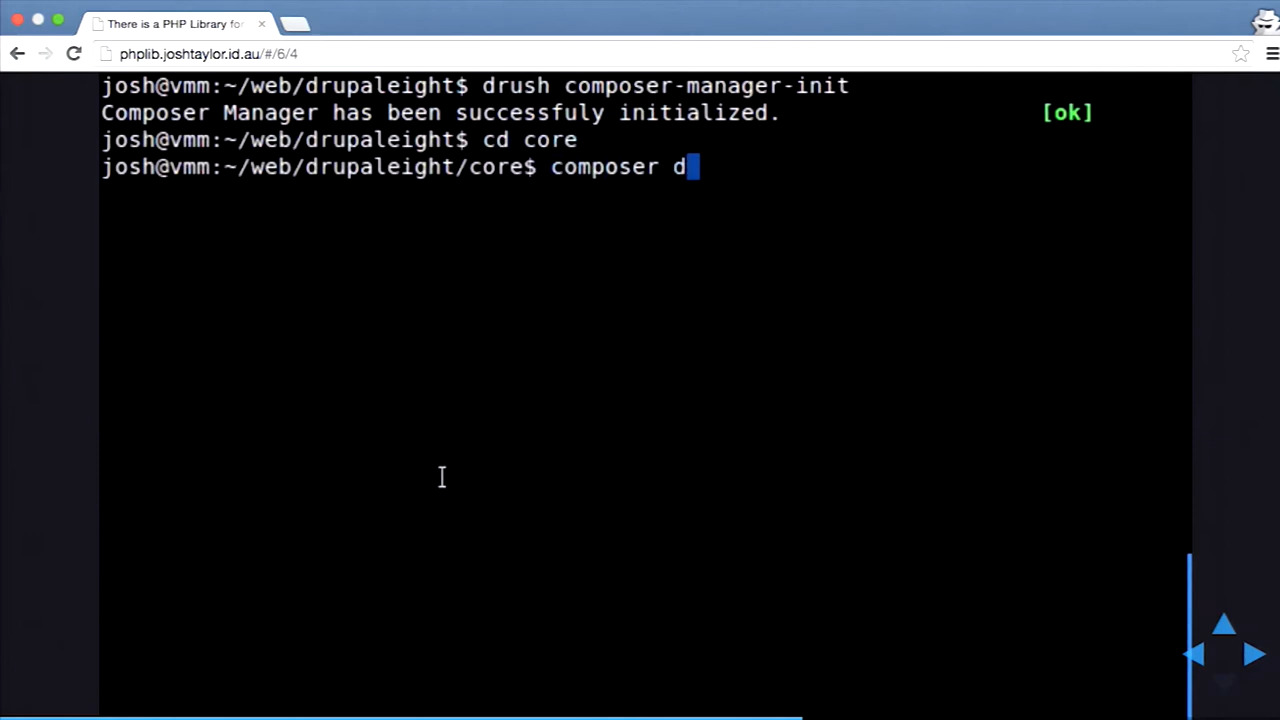 There is a PHP Library for
phplib.joshtaylor.id.au/#/6/4
josh@vmm:~/web/drupaleight$ drush composer-manager-init
Composer Manager has been successfuly initialized. [ok]
josh@vmm:~/web/drupaleight$ cd core
josh@vmm:~/web/drupaleight/core$ composer d